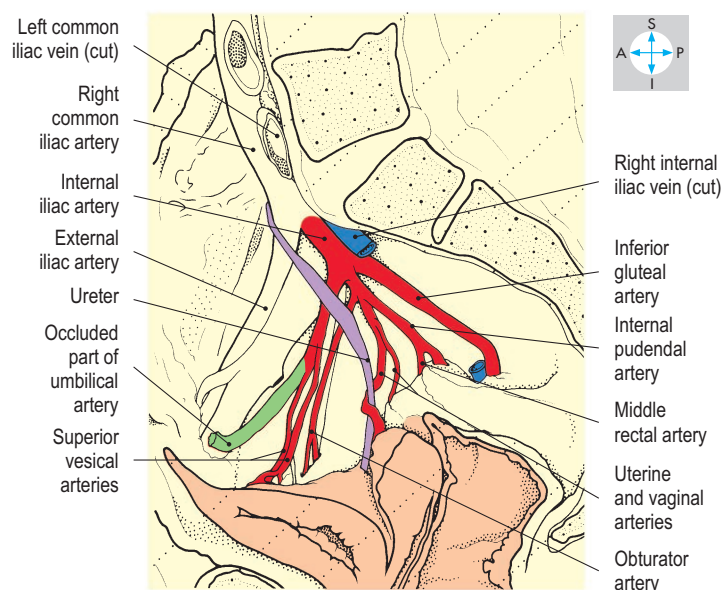 Left common
iliac vein (cut)
Right
common
iliac artery
Internal
iliac artery
External
iliac artery
Ureter
Occluded
part of
umbilical
artery
Superior
vesical
arteries
S
A
P
I
Right internal
iliac vein (cut)
Inferior
gluteal
artery
Internal
pudendal
artery
Middle
rectal artery
Uterine
and vaginal
arteries
Obturator
artery